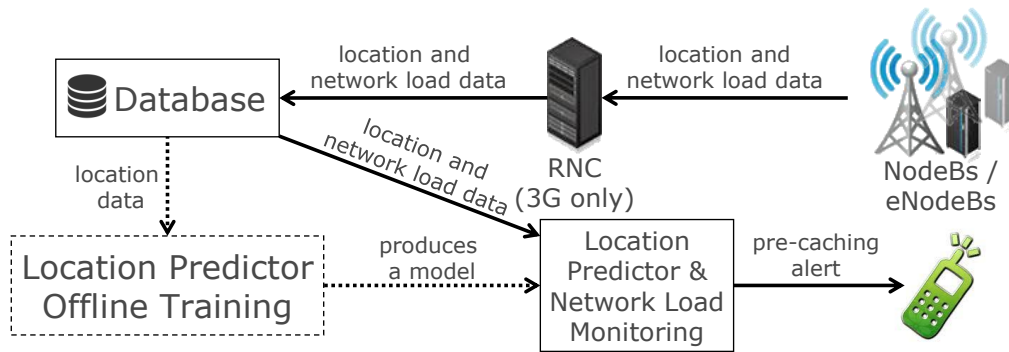 location and
network load data
location and
network load data
Database
RNC
(3G only)
NodeBs /
eNodeBs
location and
network load data
location
data
Location Predictor
Offline Training
produces
a model
Location
Predictor &
Network Load
Monitoring
pre-caching
alert